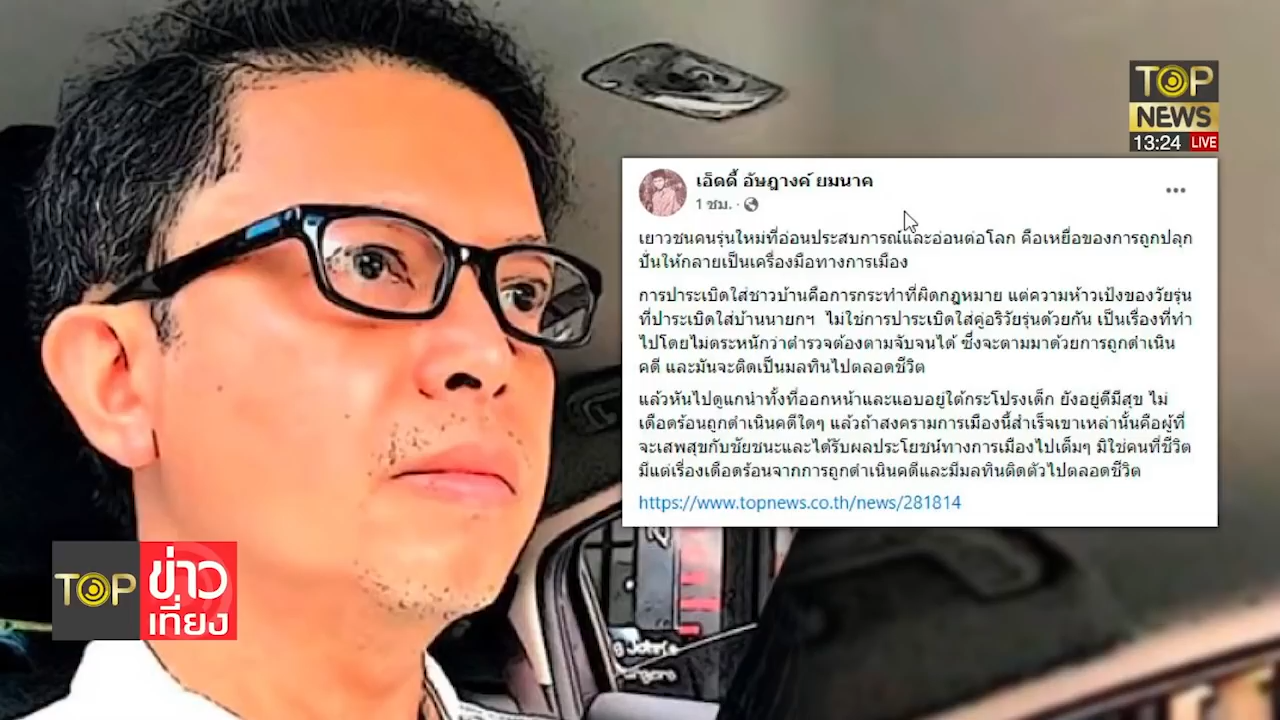 TOP
NEWS
13:24 LIVE
เอ็ดดี้ อัษฎางค์ ยมนาค
1 ชม.
เยาวชนคนรุ่นใหม่ที่อ่อนประสบการณ์และอ่อนต่อโลก คือเหยื่อของการถูกปลุก
ปั่นให้กลายเป็นเครื่องมือทางการเมือง
การปาระเบิดใส่ชาวบ้านคือการกระทำที่ผิดกฎหมาย แต่ความห้าวเป้งของวัยรุ่น
ที่ปาระเบิดใส่บ้านนายกฯ ไม่ใช่การปาระเบิดใส่คู่อริวัยรุ่นด้วยกัน เป็นเรื่องที่ทำ
ไปโดยไม่ตระหนักว่าตำรวจต้องตามจับจนได้ ซึ่งจะตามมาด้วยการถูกดำเนิน
คดี และมันจะติดเป็นมลทินไปตลอดชีวิต
แล้วหันไปดูแกนำทั้งที่ออกหน้าและแอบอยู่ใต้กระโปรงเด็ก ยังอยู่ดีมีสุข ไม่
เดือดร้อนถูกดำเนินคดีใดๆ แล้วถ้าสงครามการเมืองนี้สำเร็จเขาเหล่านั้นคือผู้ที่
จะเสพสุขกับชัยชนะและได้รับผลประโยชน์ทางการเมืองไปเต็มๆ มิใช่คนที่ชีวิต
มีแต่เรื่องเดือดร้อนจากการถูกดำเนินคดีและมีมลทินติดตัวไปตลอดชีวิต
https://www.topnews.co.th/news/281814
TOP ข่าว
เที่ยง
John's